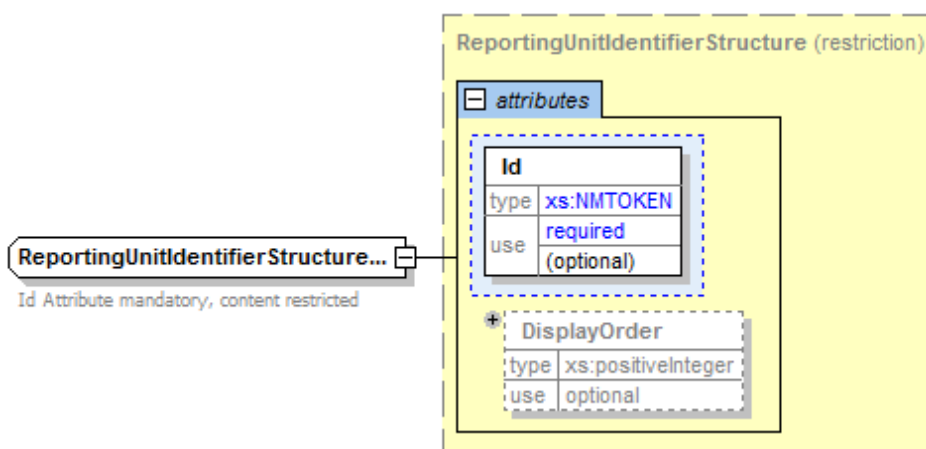 ReportingUnitIdentifierStructure (restriction)
attributes
Id
type xs:NMTOKEN
use required
(optional)
ReportingUnitIdentifierStructure...
Id Attribute mandatory, content restricted
DisplayOrder
type xs:positiveInteger
use optional